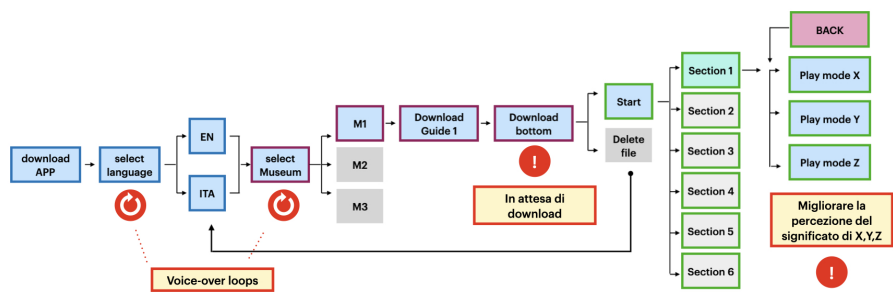 download
APP
select
language
EN
ITA
select
Museum
M1
M2
M3
Download
Guide 1
Download
bottom
!
In attesa di
download
Start
Delete
file
Section 1
Section 2
Section 3
Section 4
Section 5
Section 6
BACK
Play mode X
Play mode Y
Play mode Z
Migliorare la
percezione del
significato di X,Y,Z
!
Voice-over loops